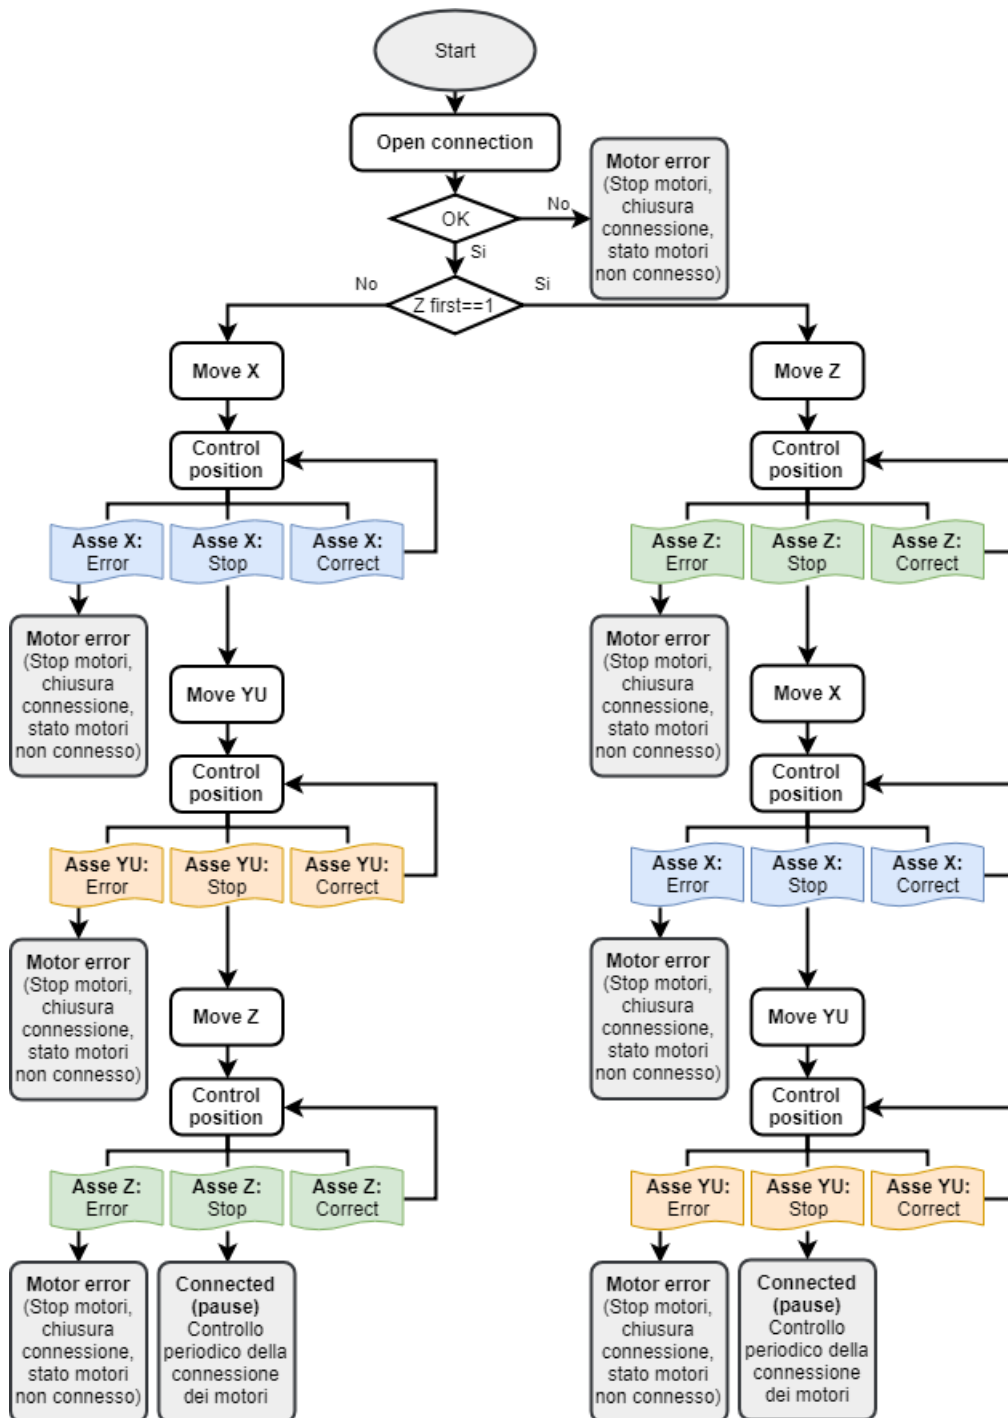 Start
Open connection
OK
No
Motor error
(Stop motori,
chiusura
connessione,
stato motori
non connesso)
Si
No
Z first==1
Si
Move X
Control
position
Asse X:
Error
Asse X:
Stop
Asse X:
Correct
Motor error
(Stop motori,
chiusura
connessione,
stato motori
non connesso)
Move YU
Control
position
Asse YU:
Error
Asse YU:
Stop
Asse YU:
Correct
Motor error
(Stop motori,
chiusura
connessione,
stato motori
non connesso)
Move Z
Control
position
Asse Z:
Error
Asse Z:
Stop
Asse Z:
Correct
Motor error
(Stop motori,
chiusura
connessione,
stato motori
non connesso)
Connected
(pause)
Controllo
periodico della
connessione
dei motori
Move Z
Control
position
Asse Z:
Error
Asse Z:
Stop
Asse Z:
Correct
Motor error
(Stop motori,
chiusura
connessione,
stato motori
non connesso)
Move X
Control
position
Asse X:
Error
Asse X:
Stop
Asse X:
Correct
Motor error
(Stop motori,
chiusura
connessione,
stato motori
non connesso)
Move YU
Control
position
Asse YU:
Error
Asse YU:
Stop
Asse YU:
Correct
Motor error
(Stop motori,
chiusura
connessione,
stato motori
non connesso)
Connected
(pause)
Controllo
periodico della
connessione
dei motori